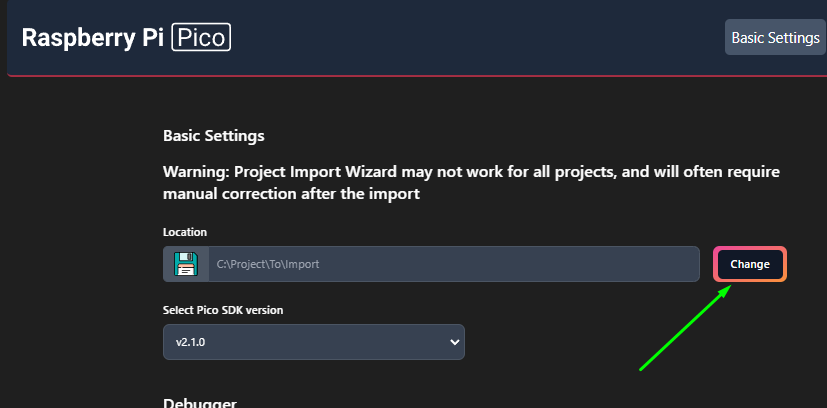 Raspberry Pi Pico
Basic Settings
Basic Settings
Warning: Project Import Wizard may not work for all projects, and will often require
manual correction after the import
Location
C:\Project\To\Import
Change
Select Pico SDK version
v2.1.0
Debugger